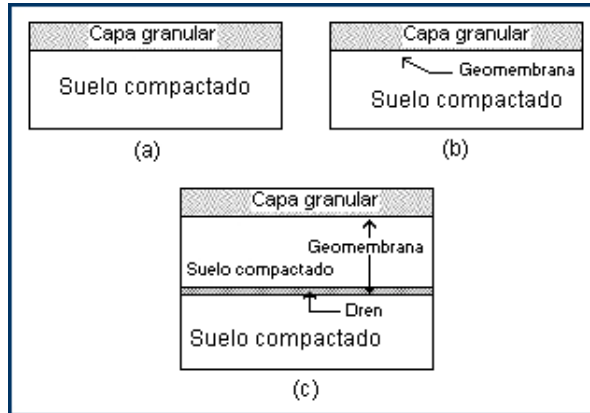 Capa granular
Suelo compactado
(a)
Capa granular
Geomembrana
Suelo compactado
(b)
Capa granular
Geomembrana
Suelo compactado
Dren
Suelo compactado
(c)